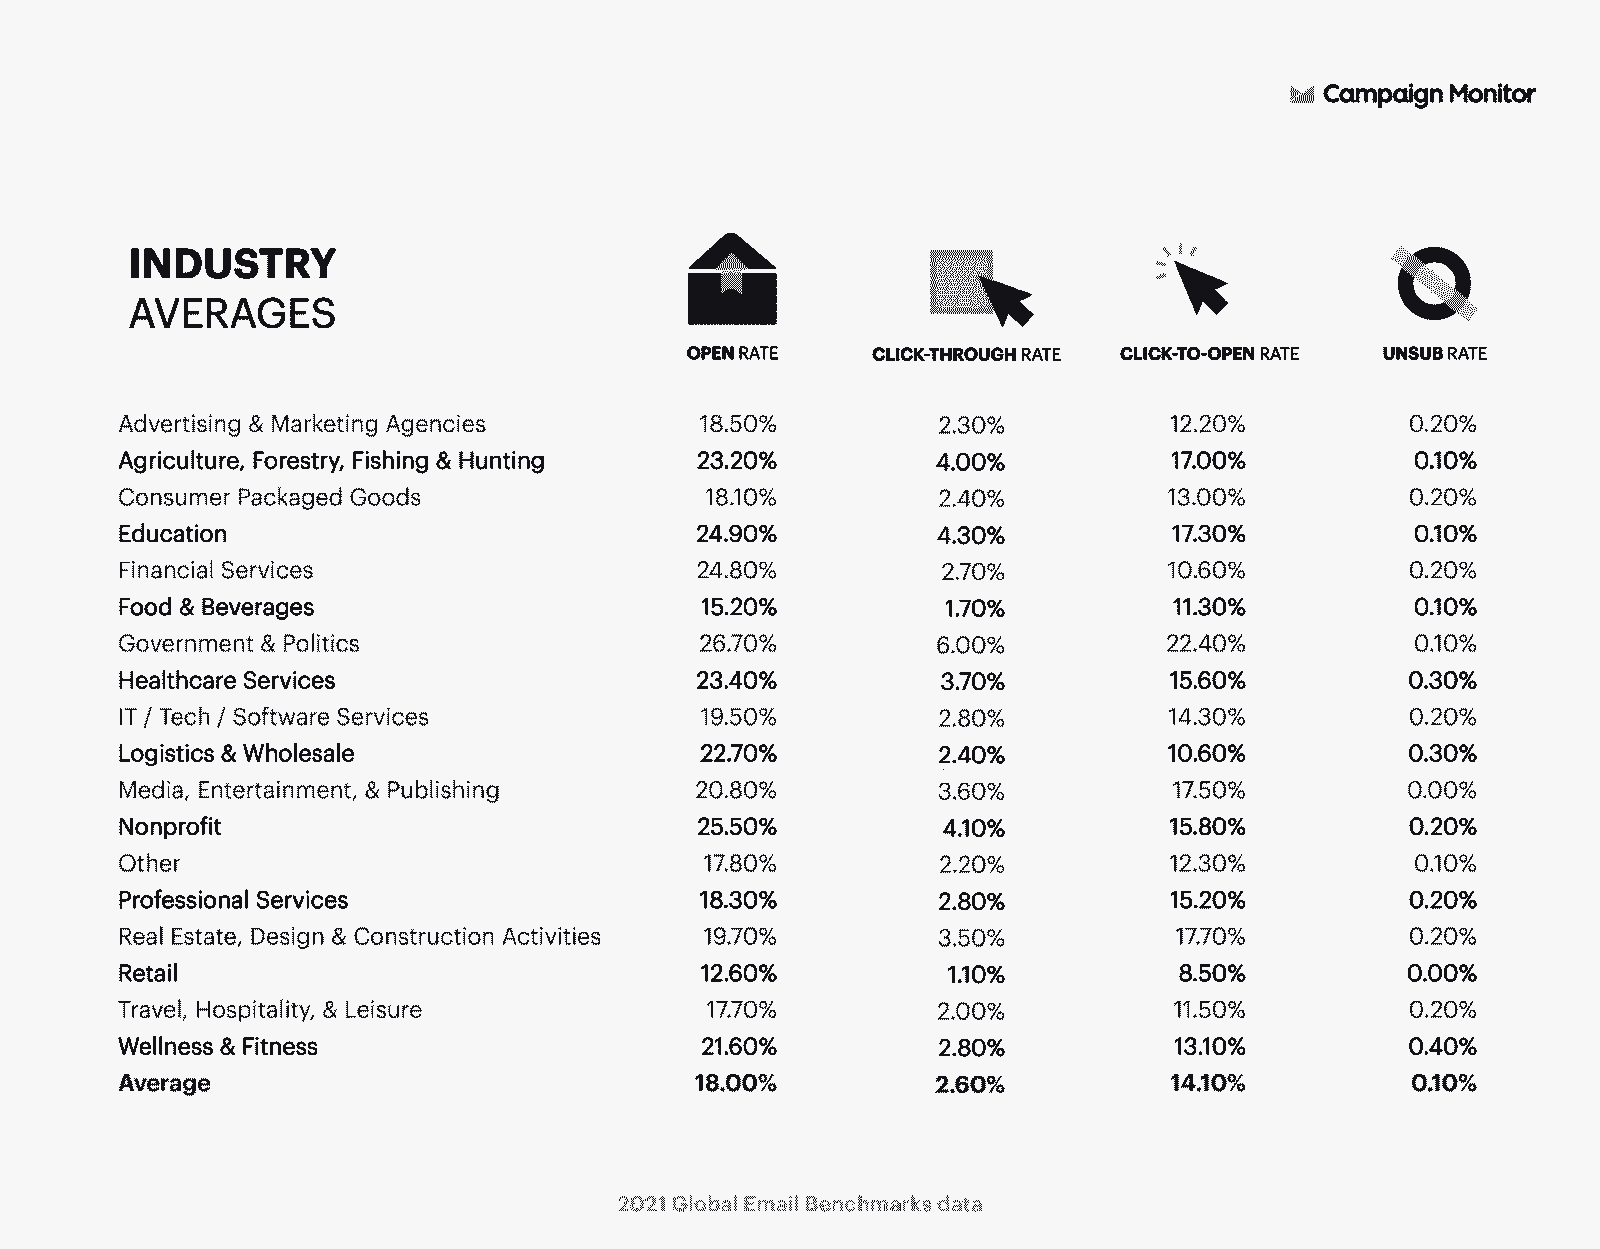 Campaign Monitor
INDUSTRY
AVERAGES
OPEN RATE CLICK-THROUGH RATE CLICK-TO-OPEN RATE UNSUB RATE
Advertising & Marketing Agencies 18.50% 2.30% 12.20% 0.20%
Agriculture, Forestry, Fishing & Hunting 23.20% 4.00% 17.00% 0.10%
Consumer Packaged Goods 18.10% 2.40% 13.00% 0.20%
Education 24.90% 4.30% 17.30% 0.10%
Financial Services 24.80% 2.70% 10.60% 0.20%
Food & Beverages 15.20% 1.70% 11.30% 0.10%
Government & Politics 26.70% 6.00% 22.40% 0.10%
Healthcare Services 23.40% 3.70% 15.60% 0.30%
IT / Tech / Software Services 19.50% 2.80% 14.30% 0.20%
Logistics & Wholesale 22.70% 2.40% 10.60% 0.30%
Media, Entertainment, & Publishing 20.80% 3.60% 17.50% 0.00%
Nonprofit 25.50% 4.10% 15.80% 0.20%
Other 17.80% 2.20% 12.30% 0.10%
Professional Services 18.30% 2.80% 15.20% 0.20%
Real Estate, Design & Construction Activities 19.70% 3.50% 17.70% 0.20%
Retail 12.60% 1.10% 8.50% 0.00%
Travel, Hospitality, & Leisure 17.70% 2.00% 11.50% 0.20%
Wellness & Fitness 21.60% 2.80% 13.10% 0.40%
Average 18.00% 2.60% 14.10% 0.10%
2021 Global Email Benchmarks data